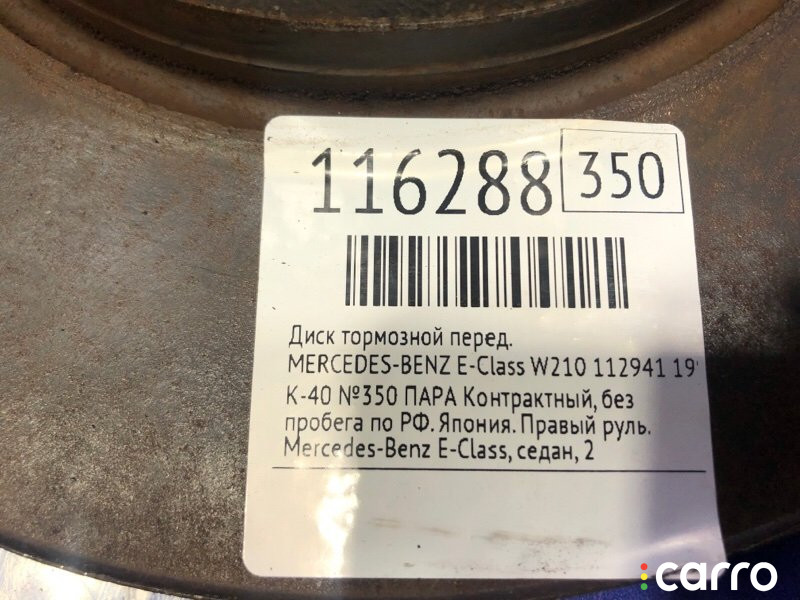 116288 350
Диск тормозной перед.
MERCEDES-BENZ E-Class W210 112941 19
К-40 №350 ПАРА Контрактный, без
пробега по РФ. Япония. Правый руль.
Mercedes-Benz E-Class, седан, 2
carro